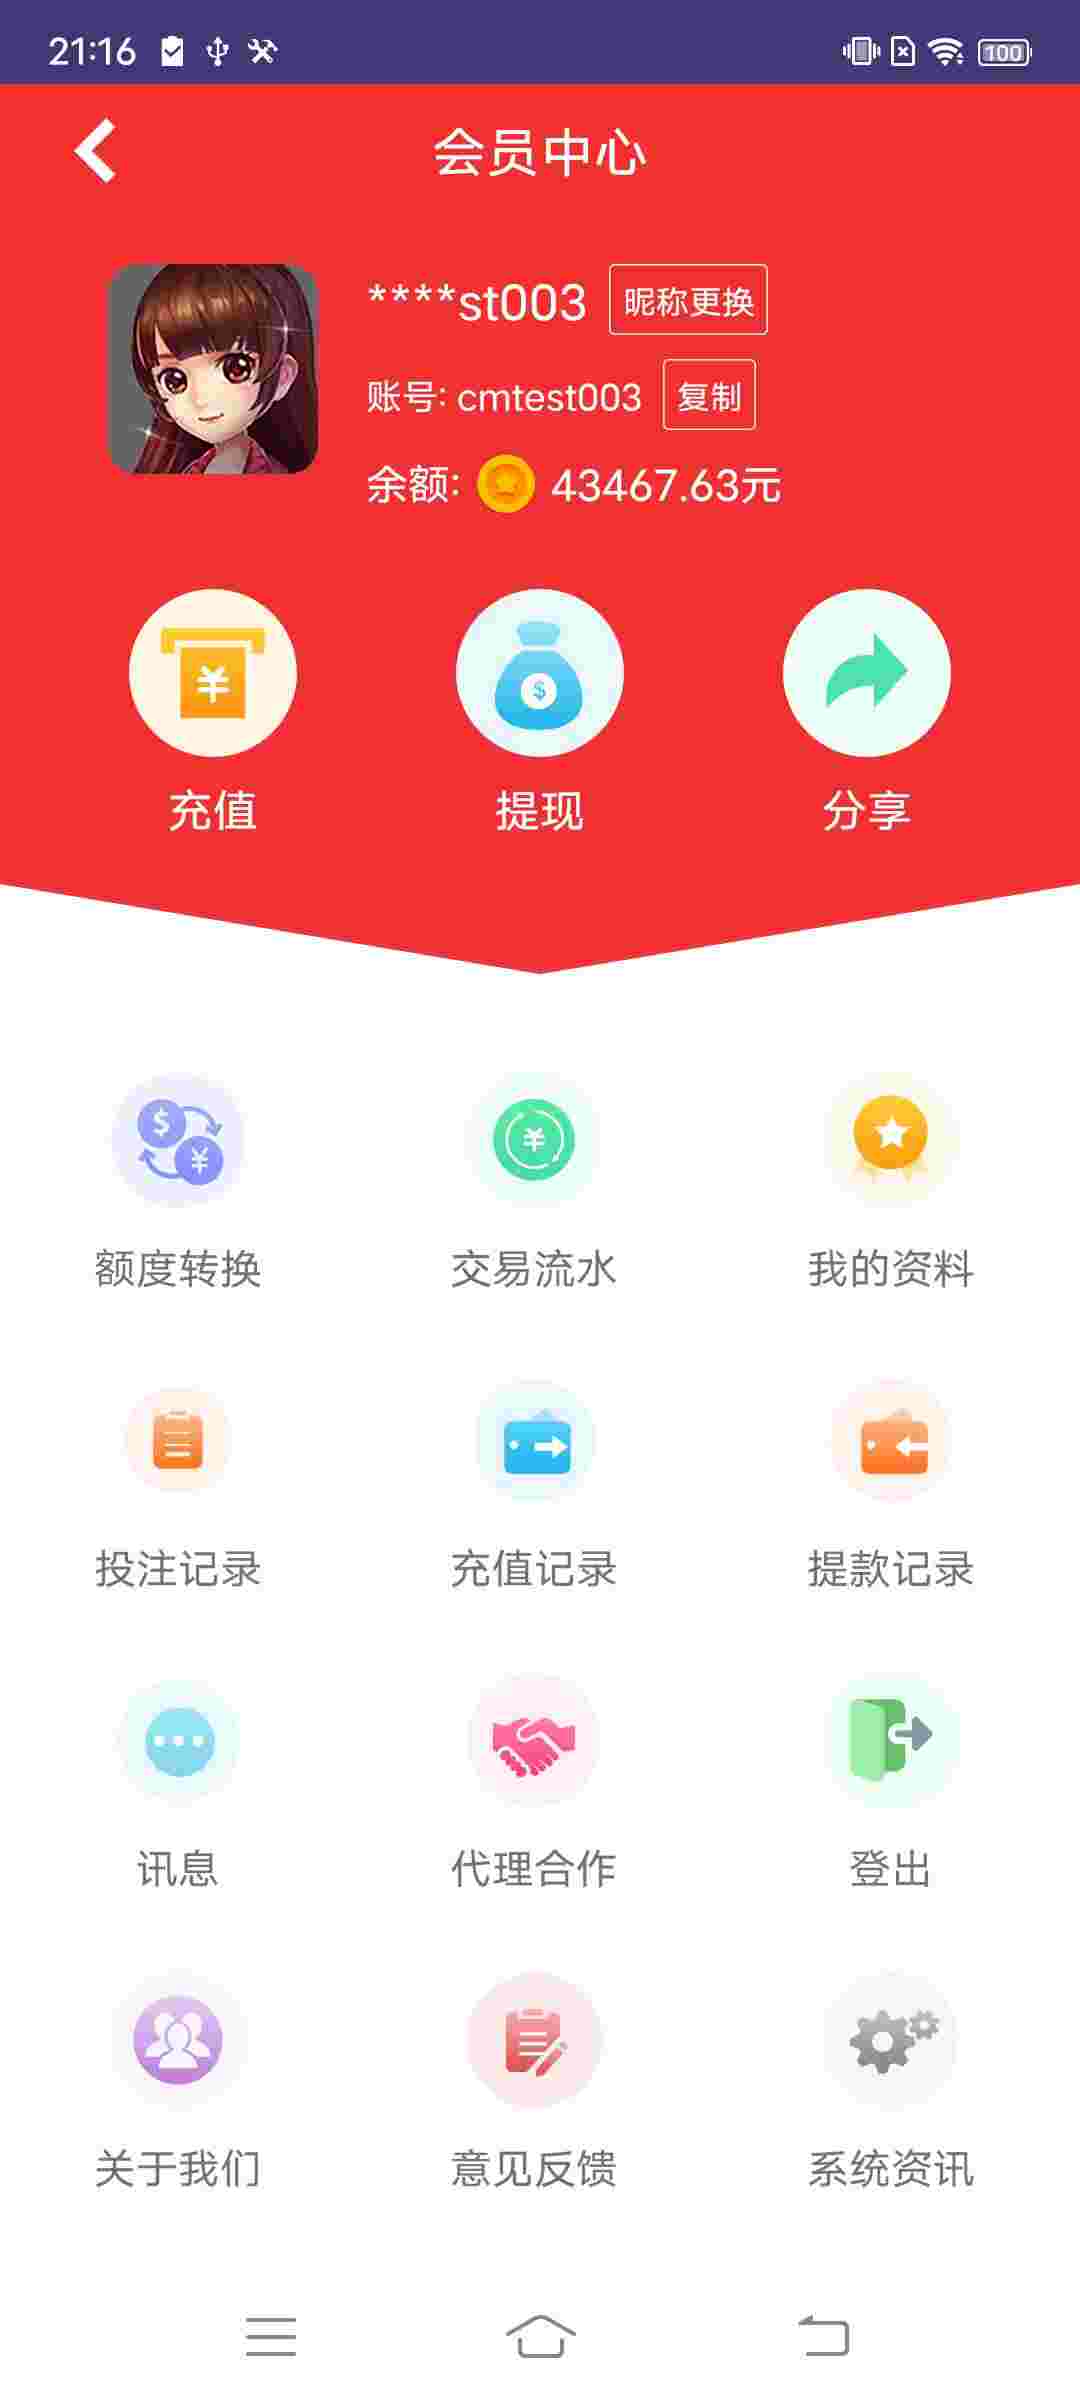 21:16
100
会员中心
****st003 昵称更换
账号: cmtest003 复制
余额: 43467.63元
充值 提现 分享
额度转换 交易流水 我的资料
投注记录 充值记录 提款记录
讯息 代理合作 登出
关于我们 意见反馈 系统资讯